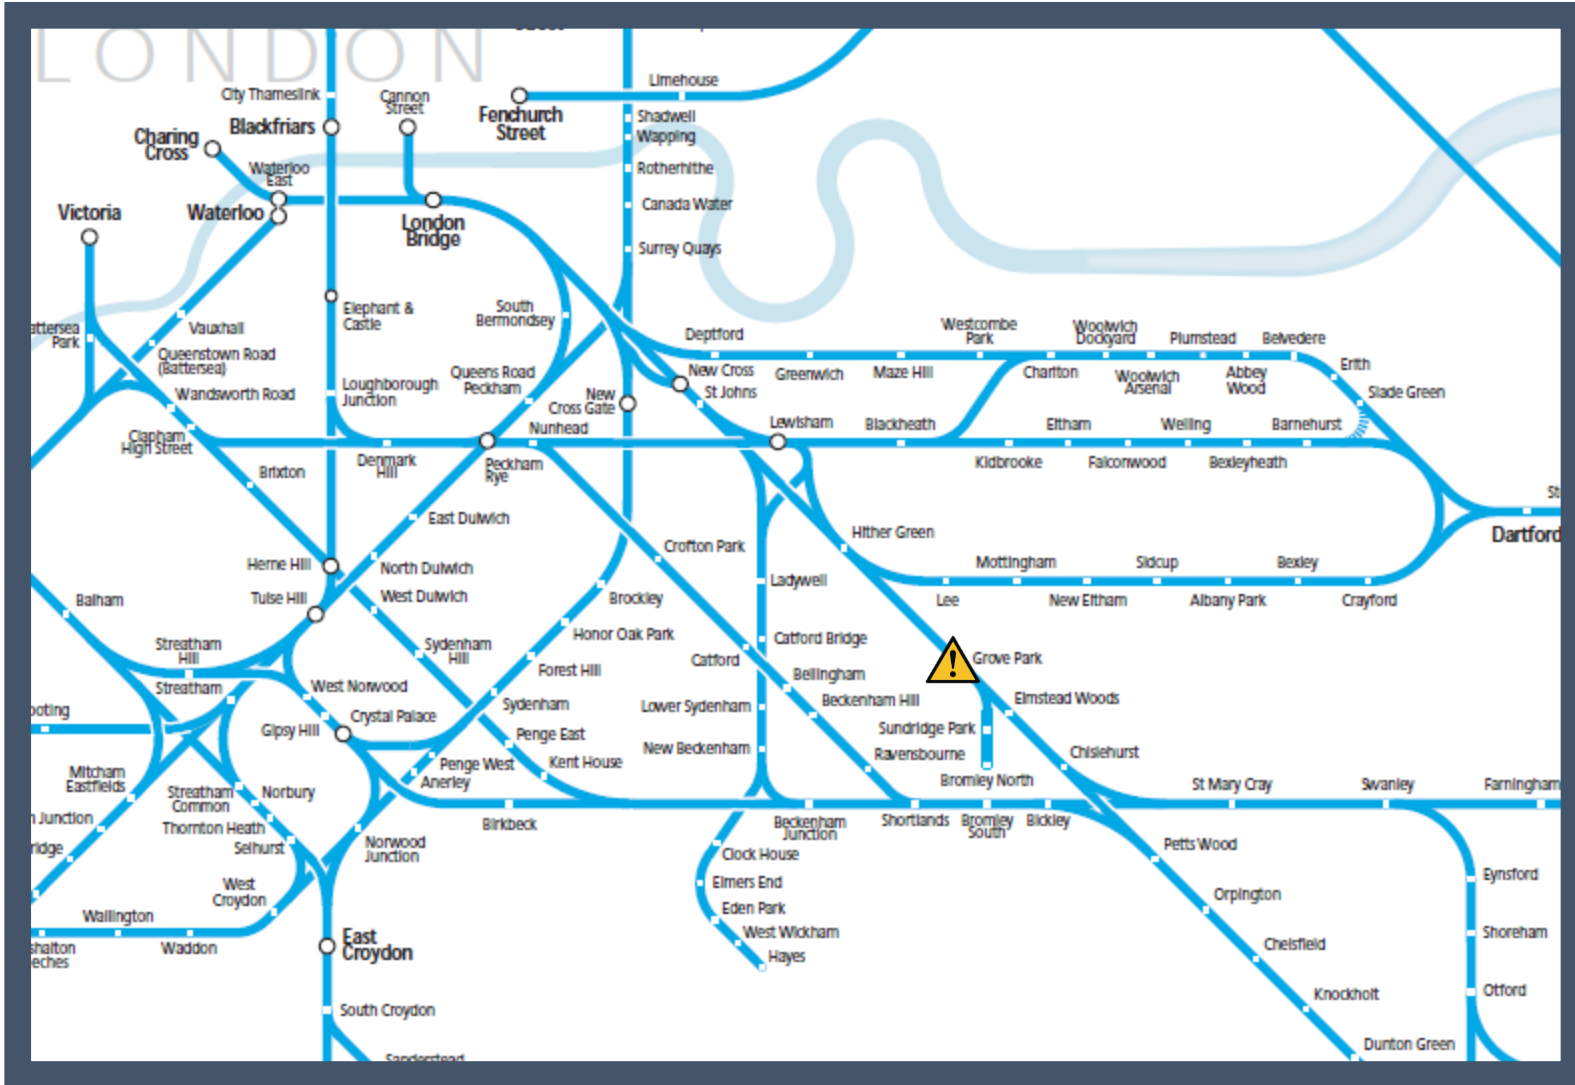 LONDON
Limehouse
City Thameslink
Cannon
Street
Fenchurch
Street
Shadwell
Blackfriars
Charing
Cross
Wapping
Waterloo
East
Rotherhithe
Victoria
Waterloo
London
Bridge
Canada Water
Surrey Quays
Elephant &
Castle
South
Bermondsey
Vauxhall
Park
Queenstown Road
(Battersea)
Deptford
Westcombe
Park
Woolwich
Dockyard
Plumstead
Belvedere
Wandsworth Road
Loughborough
Junction
Queens Road
Peckham
New
Cross Gate
New Cross
St Johns
Greenwich
Maze Hill
Charlton
Woolwich
Arsenal
Abbey
Wood
Erith
Slade Green
Clapham
High Street
Nunhead
Lewisham
Blackheath
Eltham
Welling
Barnehurst
Brixton
Denmark
Hill
Peckham
Rye
Kidbrooke
Falconwood
Bexleyheath
East Dulwich
Dartford
Herne Hill
North Dulwich
Crofton Park
Hither Green
Mottingham
Sidcup
Bexley
Balham
Tulse Hill
West Dulwich
Brockley
Ladywell
Lee
New Eltham
Albany Park
Crayford
Streatham
Hill
Sydenham
Hill
Honor Oak Park
Catford Bridge
Catford
Grove Park
Streatham
West Norwood
Forest Hill
Bellingham
Beckenham Hill
Elmstead Woods
ooting
Gipsy Hill
Crystal Palace
Sydenham
Lower Sydenham
Sundridge Park
Penge East
New Beckenham
Ravensbourne
Chislehurst
Mitcham
Eastfields
Streatham
Common
Norbury
Penge West
Anerley
Kent House
Bromley North
St Mary Cray
Swanley
Farningham
n Junction
Thornton Heath
Birkbeck
Beckenham
Junction
Shortlands
Bromley
South
Bickley
ridge
Selhurst
Norwood
Junction
Clock House
Petts Wood
West
Croydon
Elmers End
Eynsford
Wallington
Eden Park
Orpington
West Wickham
shalton
eches
Waddon
East
Croydon
Hayes
Chelsfield
Shoreham
South Croydon
Knockholt
Otford
Sanderstead
Dunton Green